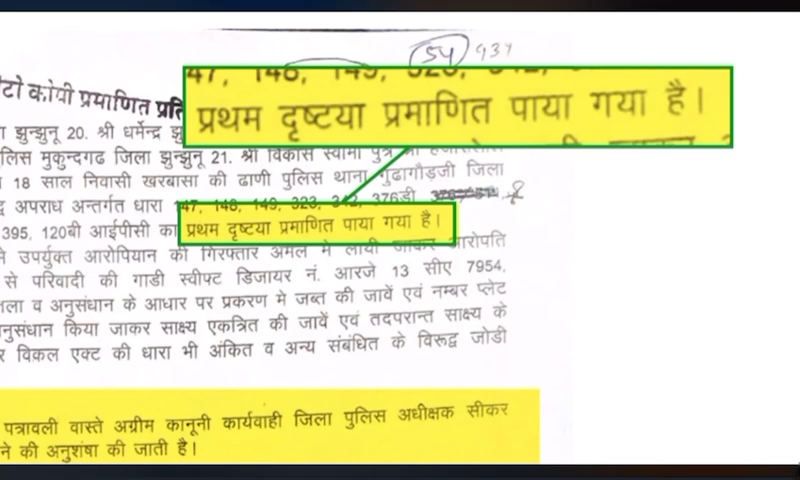 54 934
47, 148, 149, 323, 342,
प्रथम दृष्टया प्रमाणित पाया गया है।
टो कोपी प्रमाणित प्रति
ा झुन्झुनू 20. श्री धर्मेन्द्र झु
लिस मुकुन्दगढ जिला झुन्झुनू 21. श्री विकास स्वामी पुत्र श्री
ा 18 साल निवासी खरबासा की ढाणी पुलिस थाना गुंढागौड़जी जिला
द्ध अपराध अन्तर्गत धारा 147, 148, 149, 323, 342, 376डी
395, 120बी आईपीसी का प्रथम दृष्टया प्रमाणित पाया गया है।
े उपर्युक्त आरोपियान की गिरफ्तार अमल मे लायी जाकर आरोपति
से परिवादी की गाडी स्वीफ्ट डिजायर नं. आरजे 13 सीए 7954,
ला व अनुसंधान के आधार पर प्रकरण मे जब्त की जावें एवं नम्बर प्लेट
नुसंधान किया जाकर साक्ष्य एकत्रित की जावें एवं तदपरान्त साक्ष्य के
र विकल एक्ट की धारा भी अंकित व अन्य संबंधित के विरूद्ध जोडी
पत्रावली वास्ते अग्रीम कानूनी कार्यवाही जिला पुलिस अधीक्षक सीकर
ने की अनुशंषा की जाती है।